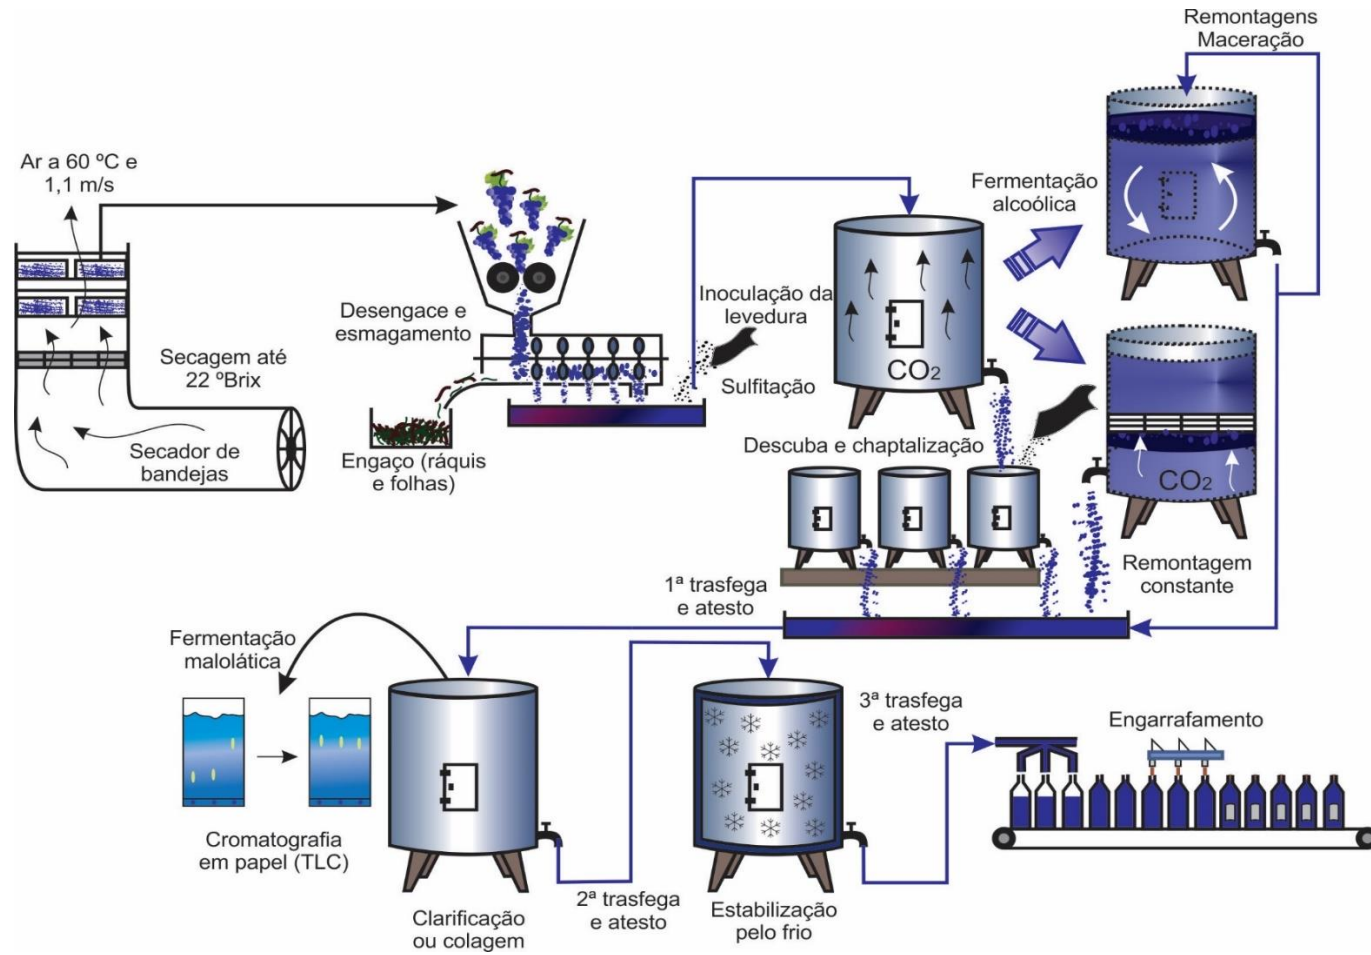 Remontagens
Maceração
Ar a 60 ºC e
1,1 m/s
Fermentação
alcoólica
Desengace e
esmagamento
Inoculação da
levedura
Sulfitação
Secagem até
22 ºBrix
CO2
Secador de
bandejas
Engaço (ráquis
e folhas)
Descuba e chaptalização
CO2
Remontagem
constante
1ª trasfega
e atesto
Fermentação
malolática
3ª trasfega
e atesto
Engarrafamento
Cromatografia
em papel (TLC)
2ª trasfega
e atesto
Clarificação
ou colagem
Estabilização
pelo frio